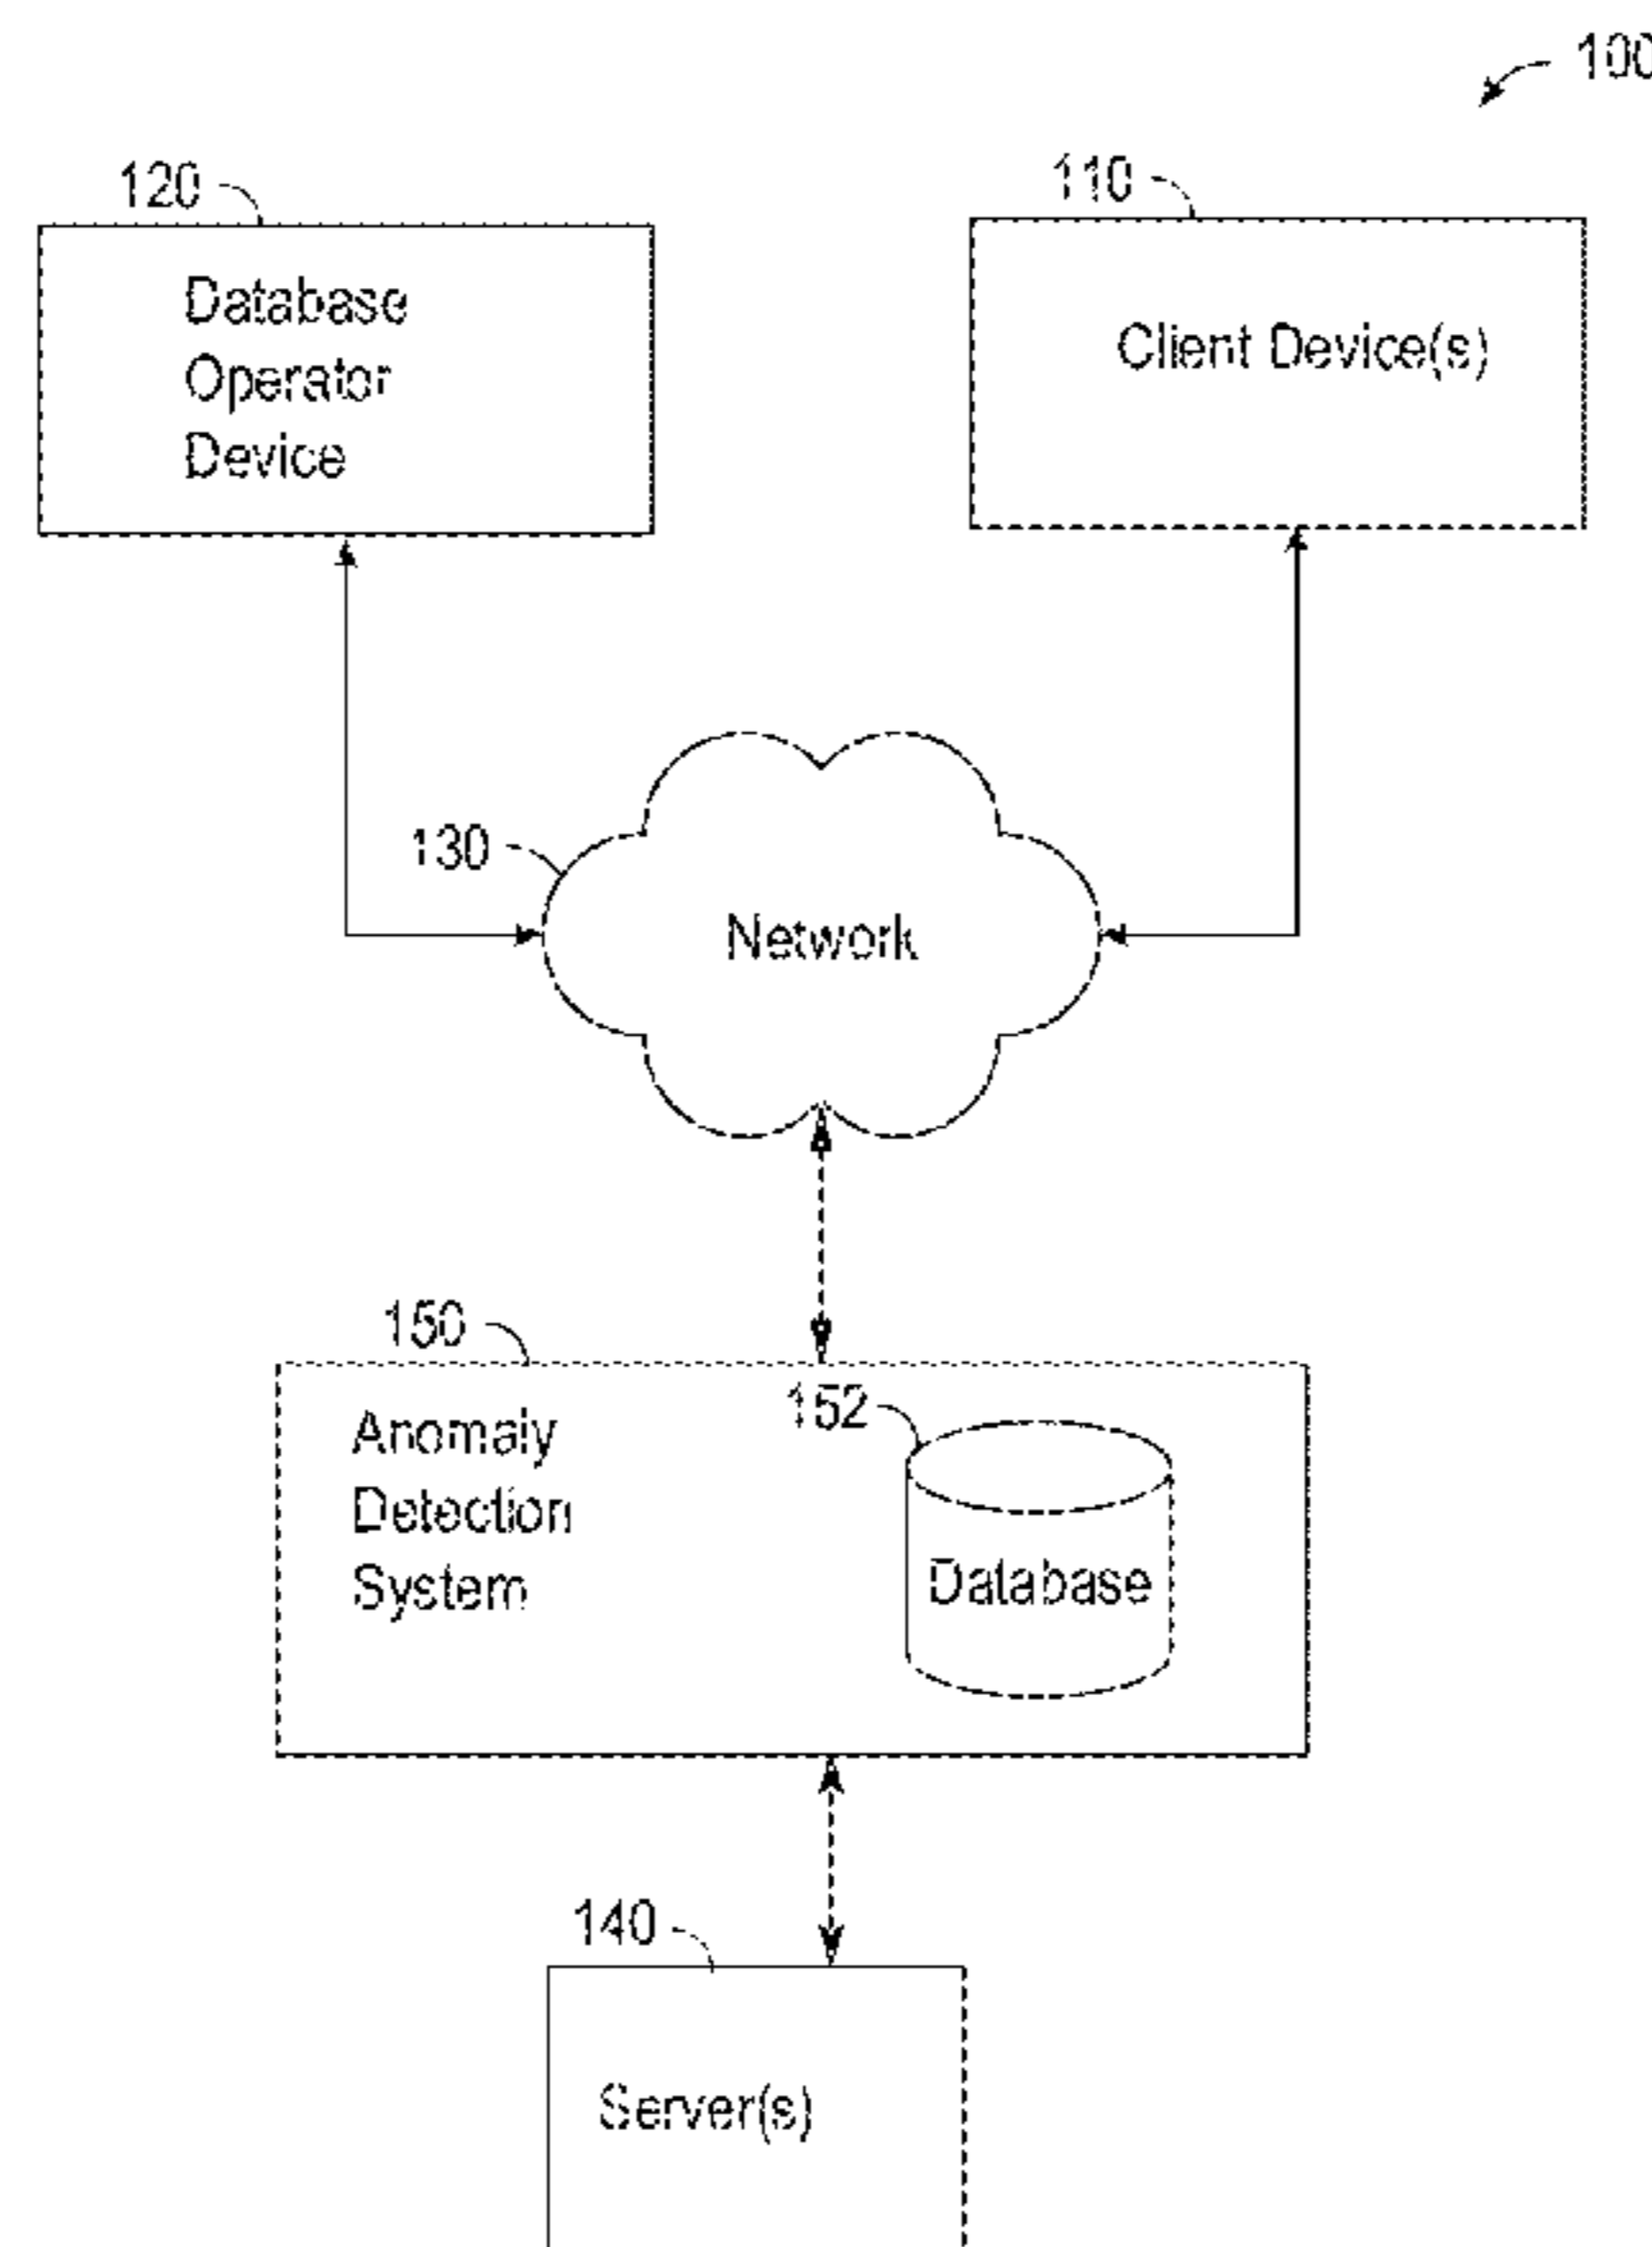 100
120
110
Database
Operator
Device
Client Device(s)
130
Network
150
152
Anomaly
Detection
System
Database
140
Server(s)